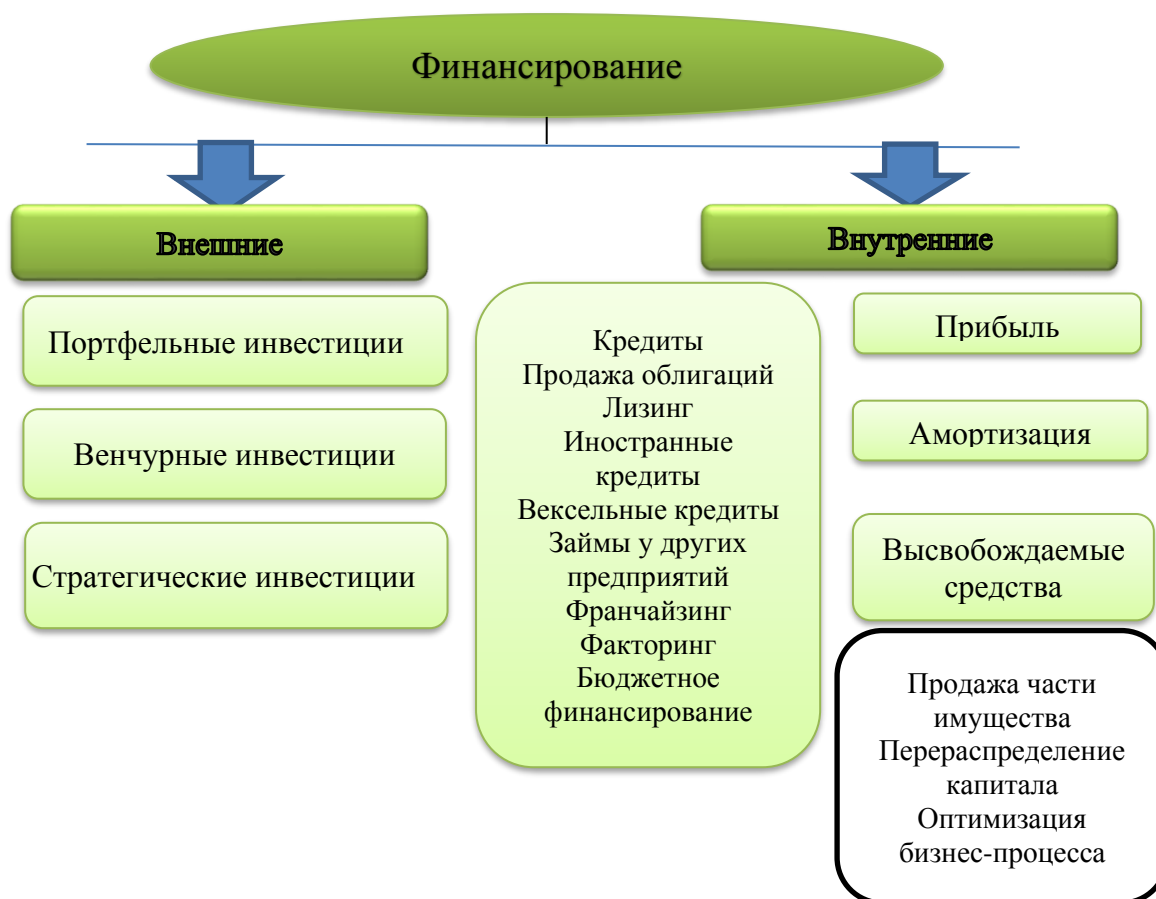 Финансирование
Внешние
Внутренние
Портфельные инвестиции
Венчурные инвестиции
Стратегические инвестиции
Кредиты
Продажа облигаций
Лизинг
Иностранные
кредиты
Вексельные кредиты
Займы у других
предприятий
Франчайзинг
Факторинг
Бюджетное
финансирование
Прибыль
Амортизация
Высвобождаемые
средства
Продажа части
имущества
Перераспределение
капитала
Оптимизация
бизнес-процесса